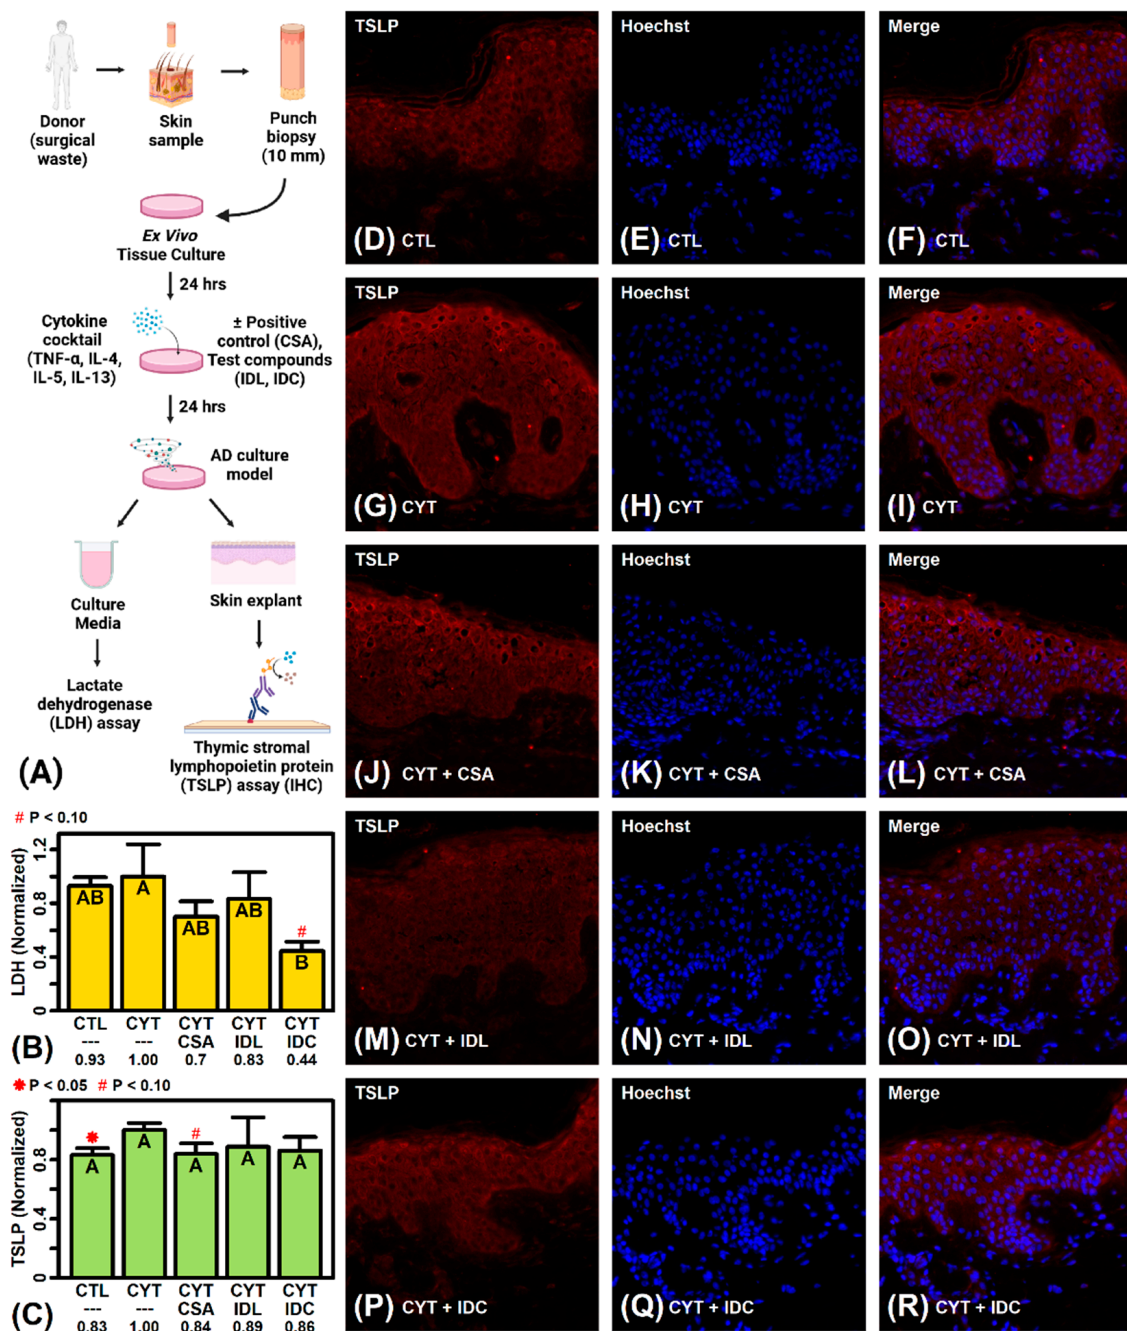 Donor
(surgical
waste)
Skin
sample
Punch
biopsy
(10 mm)
Ex Vivo
Tissue Culture
24 hrs
Cytokine
cocktail
(TNF-α, IL-4,
IL-5, IL-13)
± Positive
control (CSA),
Test compounds
(IDL, IDC)
24 hrs
AD culture
model
Culture
Media
Skin explant
Lactate
dehydrogenase
(LDH) assay
Thymic stromal
lymphopoietin protein
(TSLP) assay (IHC)
(A)
# P < 0.10
LDH (Normalized)
1.2
0.8
0.4
0
AB
A
AB
AB
#
B
CTL CYT CYT CYT CYT
--- --- CSA IDL IDC
0.93 1.00 0.7 0.83 0.44
(B)
✸ P < 0.05 # P < 0.10
TSLP (Normalized)
0.8
0.4
0
✸
A
A
#
A
A
A
CTL CYT CYT CYT CYT
--- --- CSA IDL IDC
0.83 1.00 0.84 0.89 0.86
(C)
TSLP
(D) CTL
Hoechst
(E) CTL
Merge
(F) CTL
TSLP
(G) CYT
Hoechst
(H) CYT
Merge
(I) CYT
TSLP
(J) CYT + CSA
Hoechst
(K) CYT + CSA
Merge
(L) CYT + CSA
TSLP
(M) CYT + IDL
Hoechst
(N) CYT + IDL
Merge
(O) CYT + IDL
TSLP
(P) CYT + IDC
Hoechst
(Q) CYT + IDC
Merge
(R) CYT + IDC